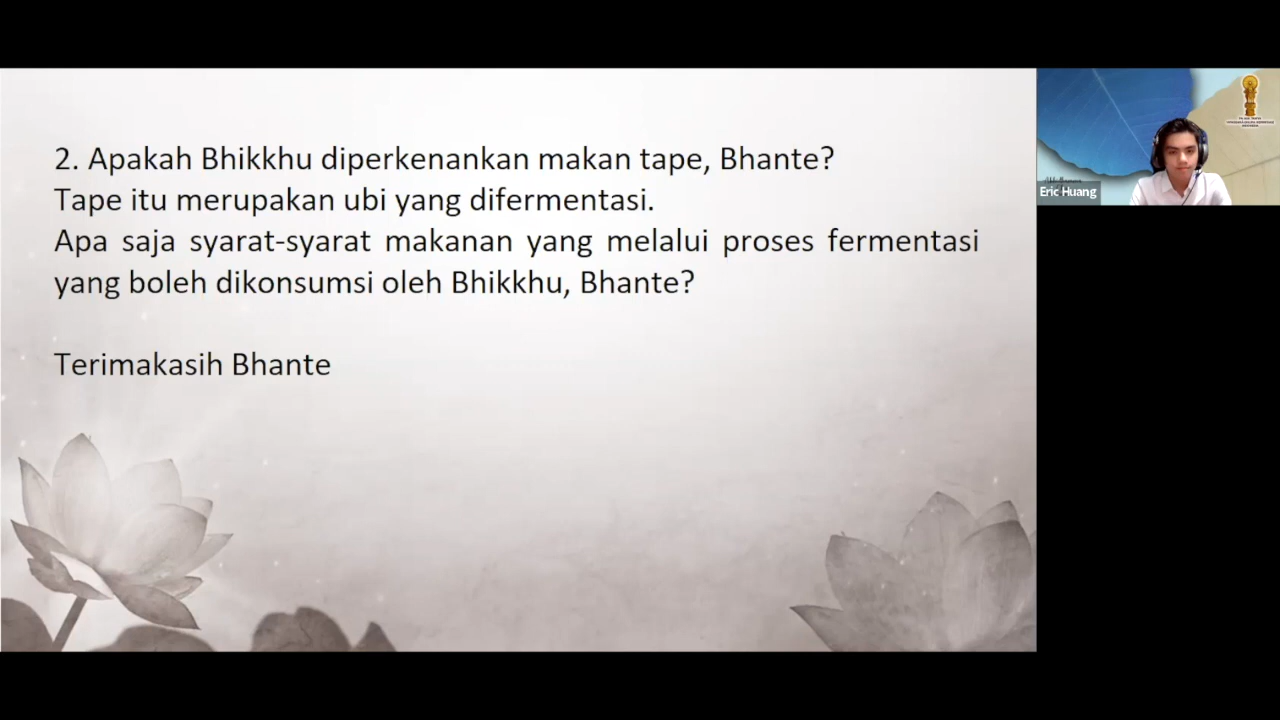 2. Apakah Bhikkhu diperkenankan makan tape, Bhante?
Tape itu merupakan ubi yang difermentasi.
Apa saja syarat-syarat makanan yang melalui proses fermentasi
yang boleh dikonsumsi oleh Bhikkhu, Bhante?
Terimakasih Bhante
Eric Huang